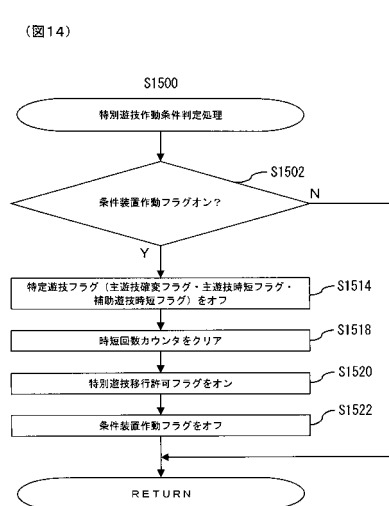 (図14)
S1500
特別遊技作動条件判定処理
S1502
条件装置作動フラグオン?
N
Y
特定遊技フラグ(主遊技確変フラグ・主遊技時短フラグ・
補助遊技時短フラグ)をオフ
S1514
時短回数カウンタをクリア
S1518
特別遊技移行許可フラグをオン
S1520
条件装置作動フラグをオフ
S1522
RETURN